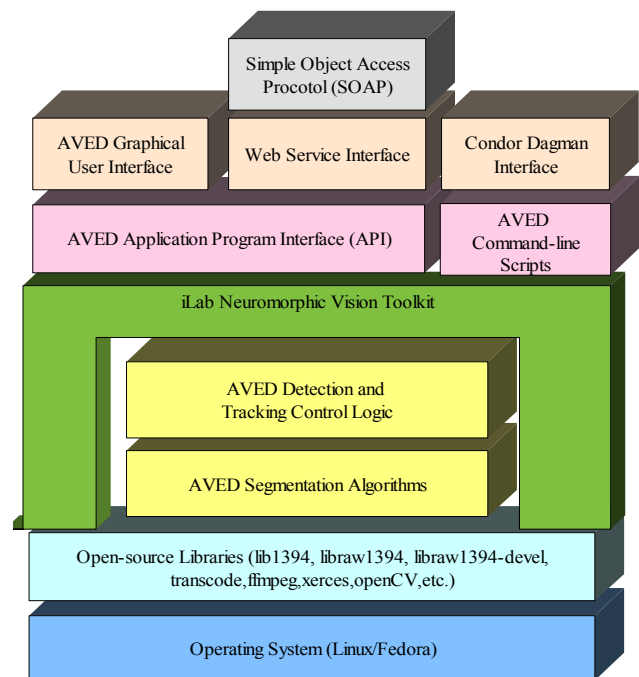 Simple Object Access
Procotol (SOAP)
AVED Graphical
User Interface
Web Service Interface
Condor Dagman
Interface
AVED Application Program Interface (API)
AVED
Command-line
Scripts
iLab Neuromorphic Vision Toolkit
AVED Detection and
Tracking Control Logic
AVED Segmentation Algorithms
Open-source Libraries (lib1394, libraw1394, libraw1394-devel,
transcode,ffmpeg,xerces,openCV,etc.)
Operating System (Linux/Fedora)